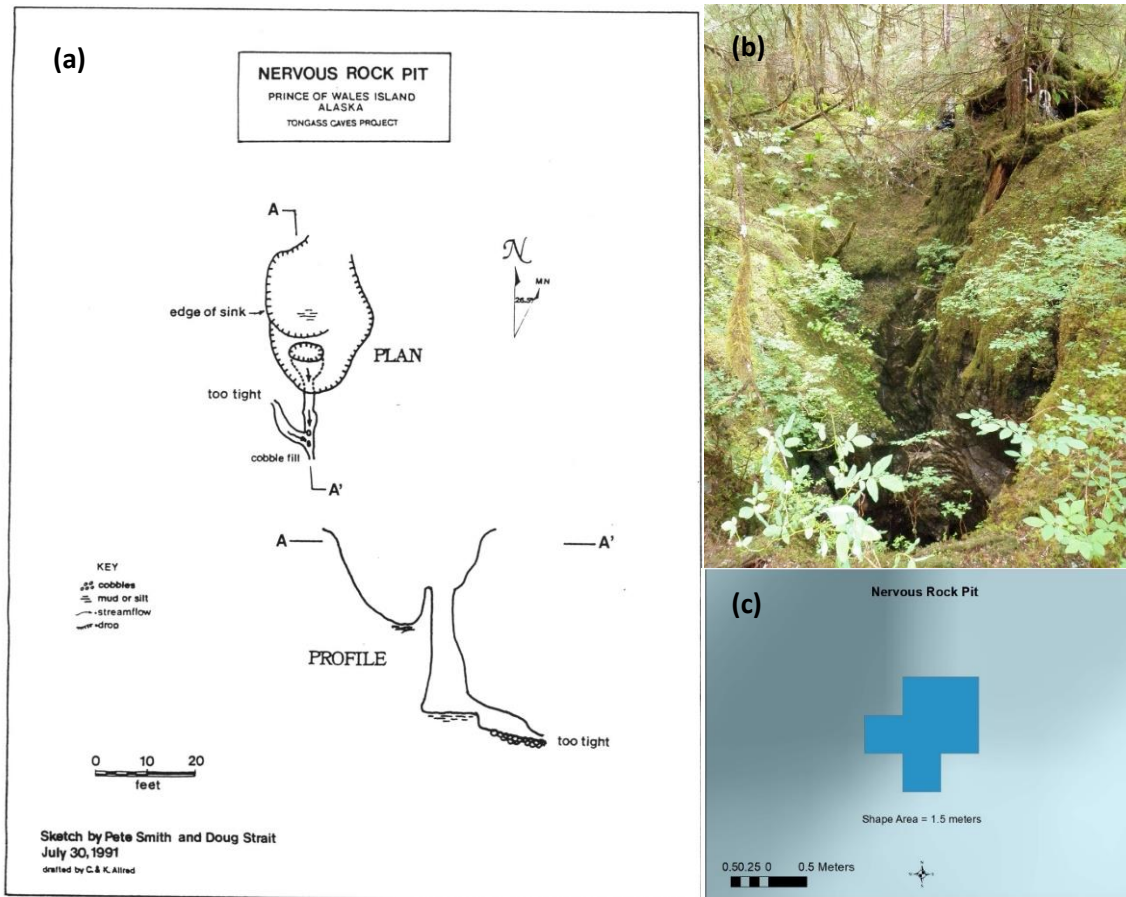 (a)
NERVOUS ROCK PIT
PRINCE OF WALES ISLAND
ALASKA
TONGASS CAVES PROJECT
A
N
MN
26.5°
edge of sink
PLAN
too tight
cobble fill
A'
A
A'
KEY
cobbles
mud or silt
streamflow
drop
PROFILE
too tight
0 10 20
feet
Sketch by Pete Smith and Doug Strait
July 30, 1991
drafted by C. & K. Allred
(b)
(c)
Nervous Rock Pit
Shape Area = 1.5 meters
0.50.25 0 0.5 Meters